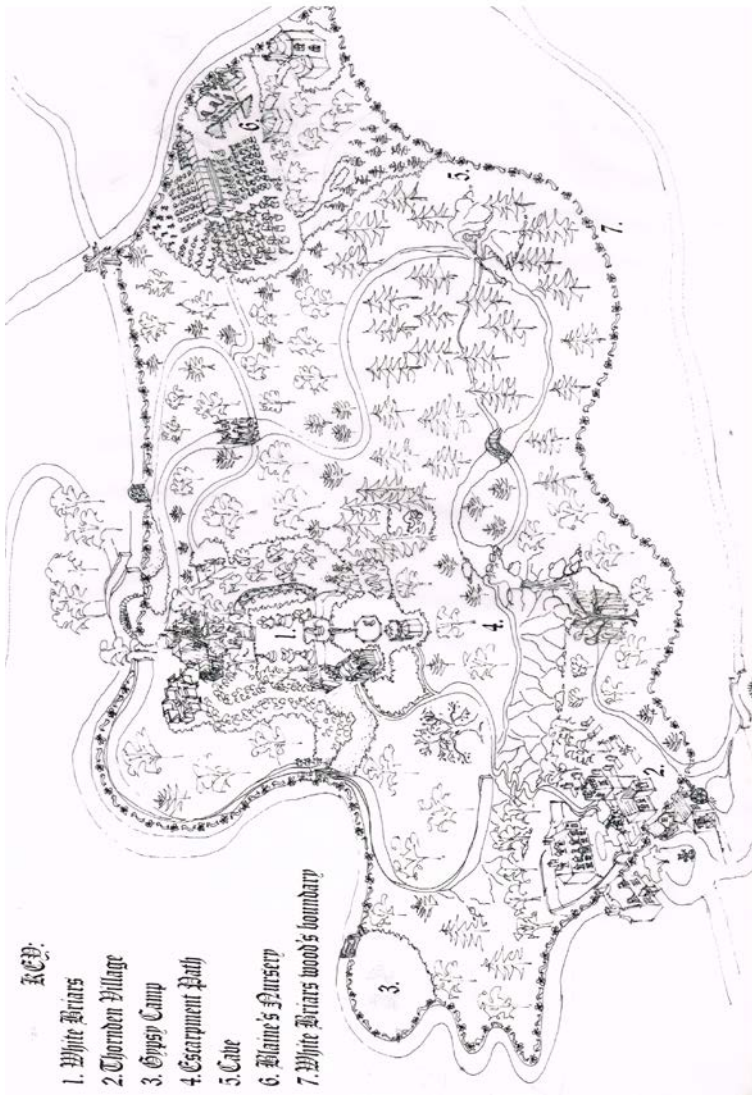 KEY:
1. White Briars
2.Thornden Village
3. Gypsy Camp
4.Escarpment Path
5.Cave
6. Blaine's Nursery
7.White Briars wood's boundary
6.
5.
7.
1.
4.
2.
3.